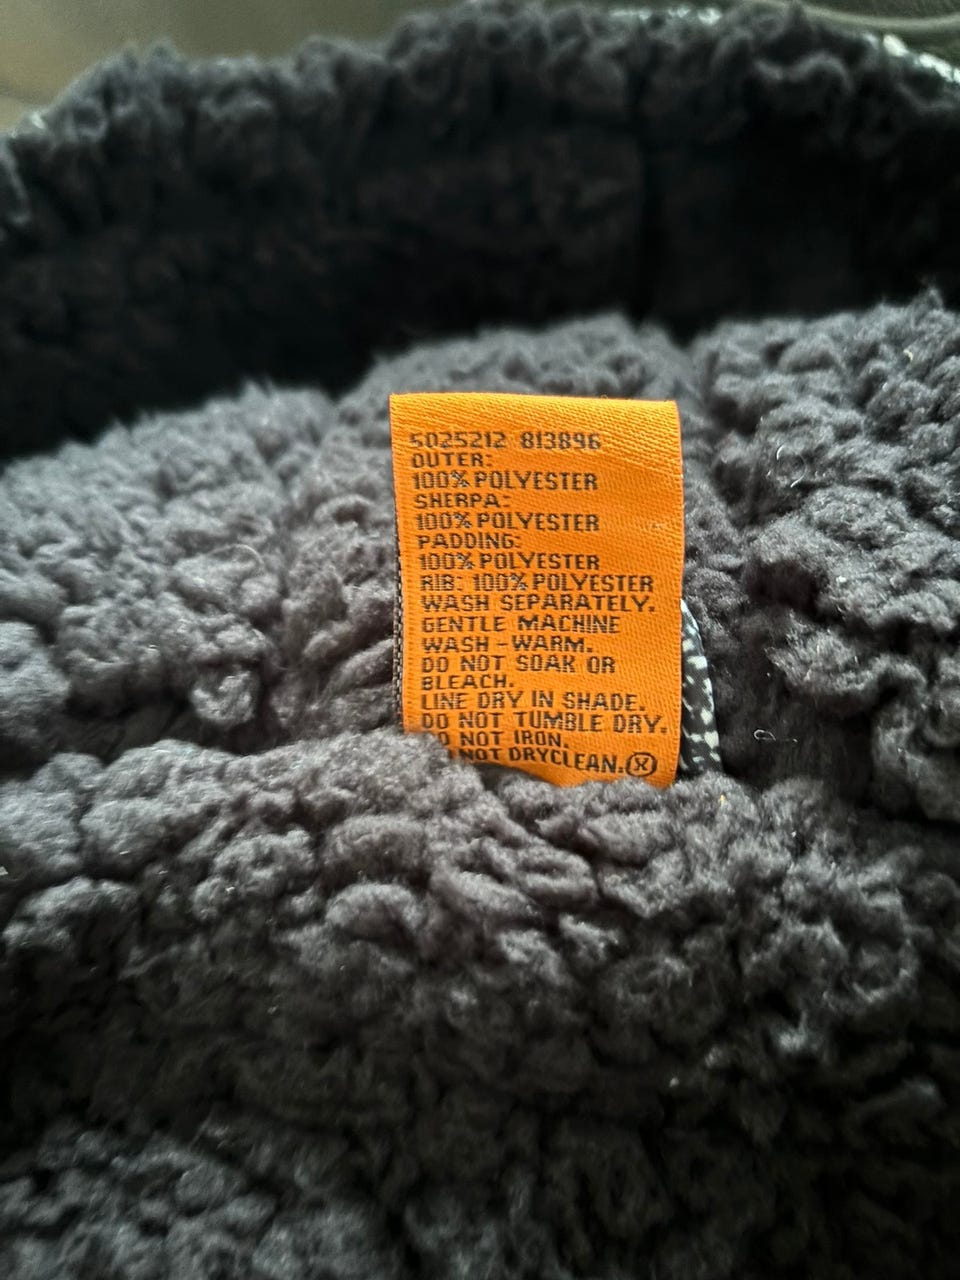 5025212 813896
OUTER:
100% POLYESTER
SHERPA:
100% POLYESTER
PADDING:
100% POLYESTER
RIB: 100% POLYESTER
WASH SEPARATELY.
GENTLE MACHINE
WASH - WARM.
DO NOT SOAK OR
BLEACH.
LINE DRY IN SHADE.
DO NOT TUMBLE DRY.
DO NOT IRON.
NOT DRYCLEAN.